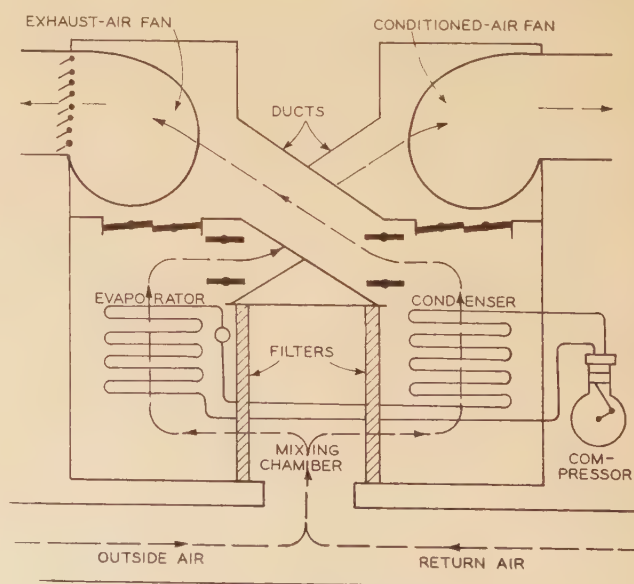 EXHAUST-AIR FAN
CONDITIONED-AIR FAN
DUCTS
EVAPORATOR
CONDENSER
FILTERS
MIXING
CHAMBER
COM-
PRESSOR
OUTSIDE AIR
RETURN AIR